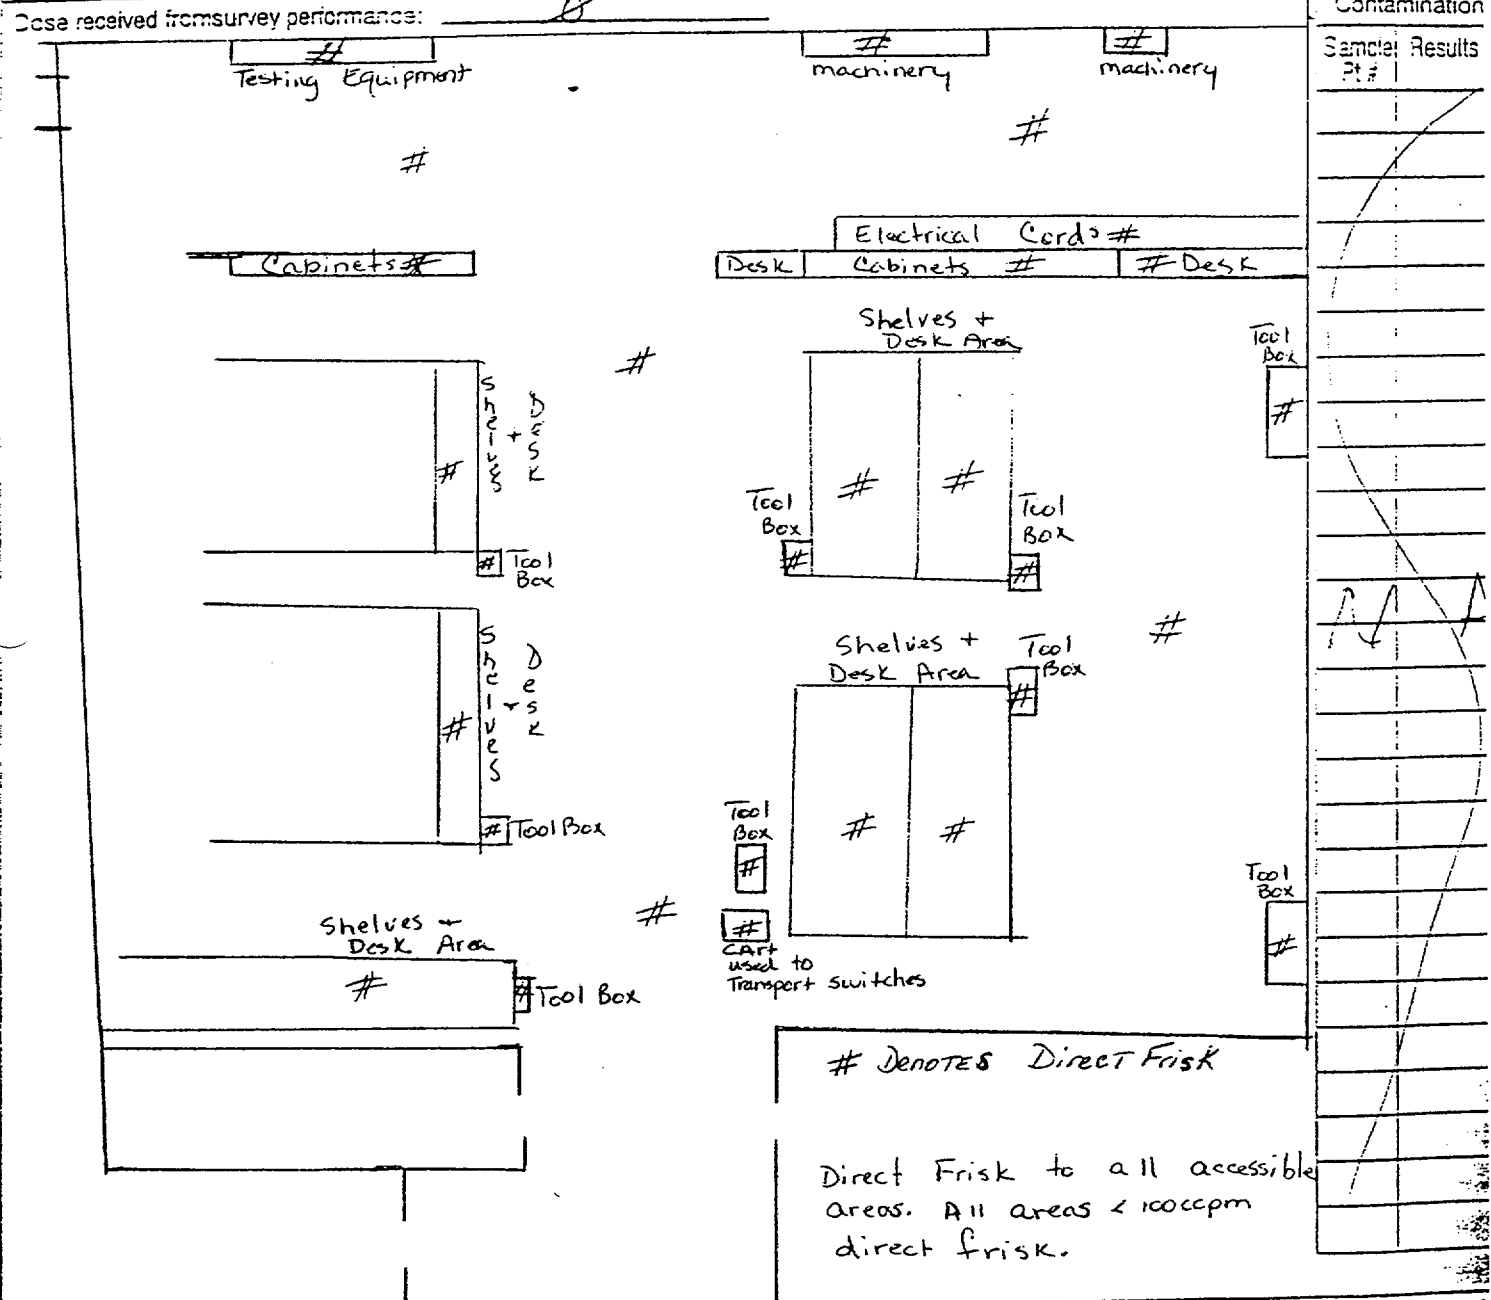 Dose received from survey performance: Ø
Contamination
Sample Results
Pt #
#
Testing Equipment
#
machinery
#
machinery
#
#
Electrical Cords #
Cabinets #
Desk Cabinets # # Desk
Shelves +
Desk Area
Tool
Box
#
#
Shelves + Desk
#
# #
Tool
Box
#
Tool
Box
#
# Tool
Box
#
Shelves +
Desk Area
Tool
Box
#
Shelves + Desk
#
# Tool Box
Tool
Box
#
# #
Tool
Box
#
#
#
Cart
used to
Transport switches
Shelves +
Desk Area
#
# Tool Box
# Denotes Direct Frisk
Direct Frisk to all accessible
areas. All areas < 100ccpm
direct frisk.